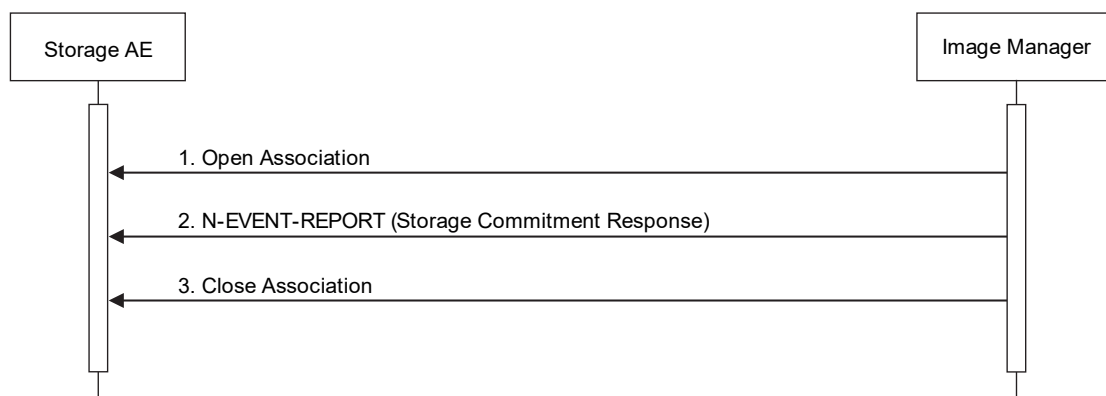 Storage AE
Image Manager
1. Open Association
2. N-EVENT-REPORT (Storage Commitment Response)
3. Close Association